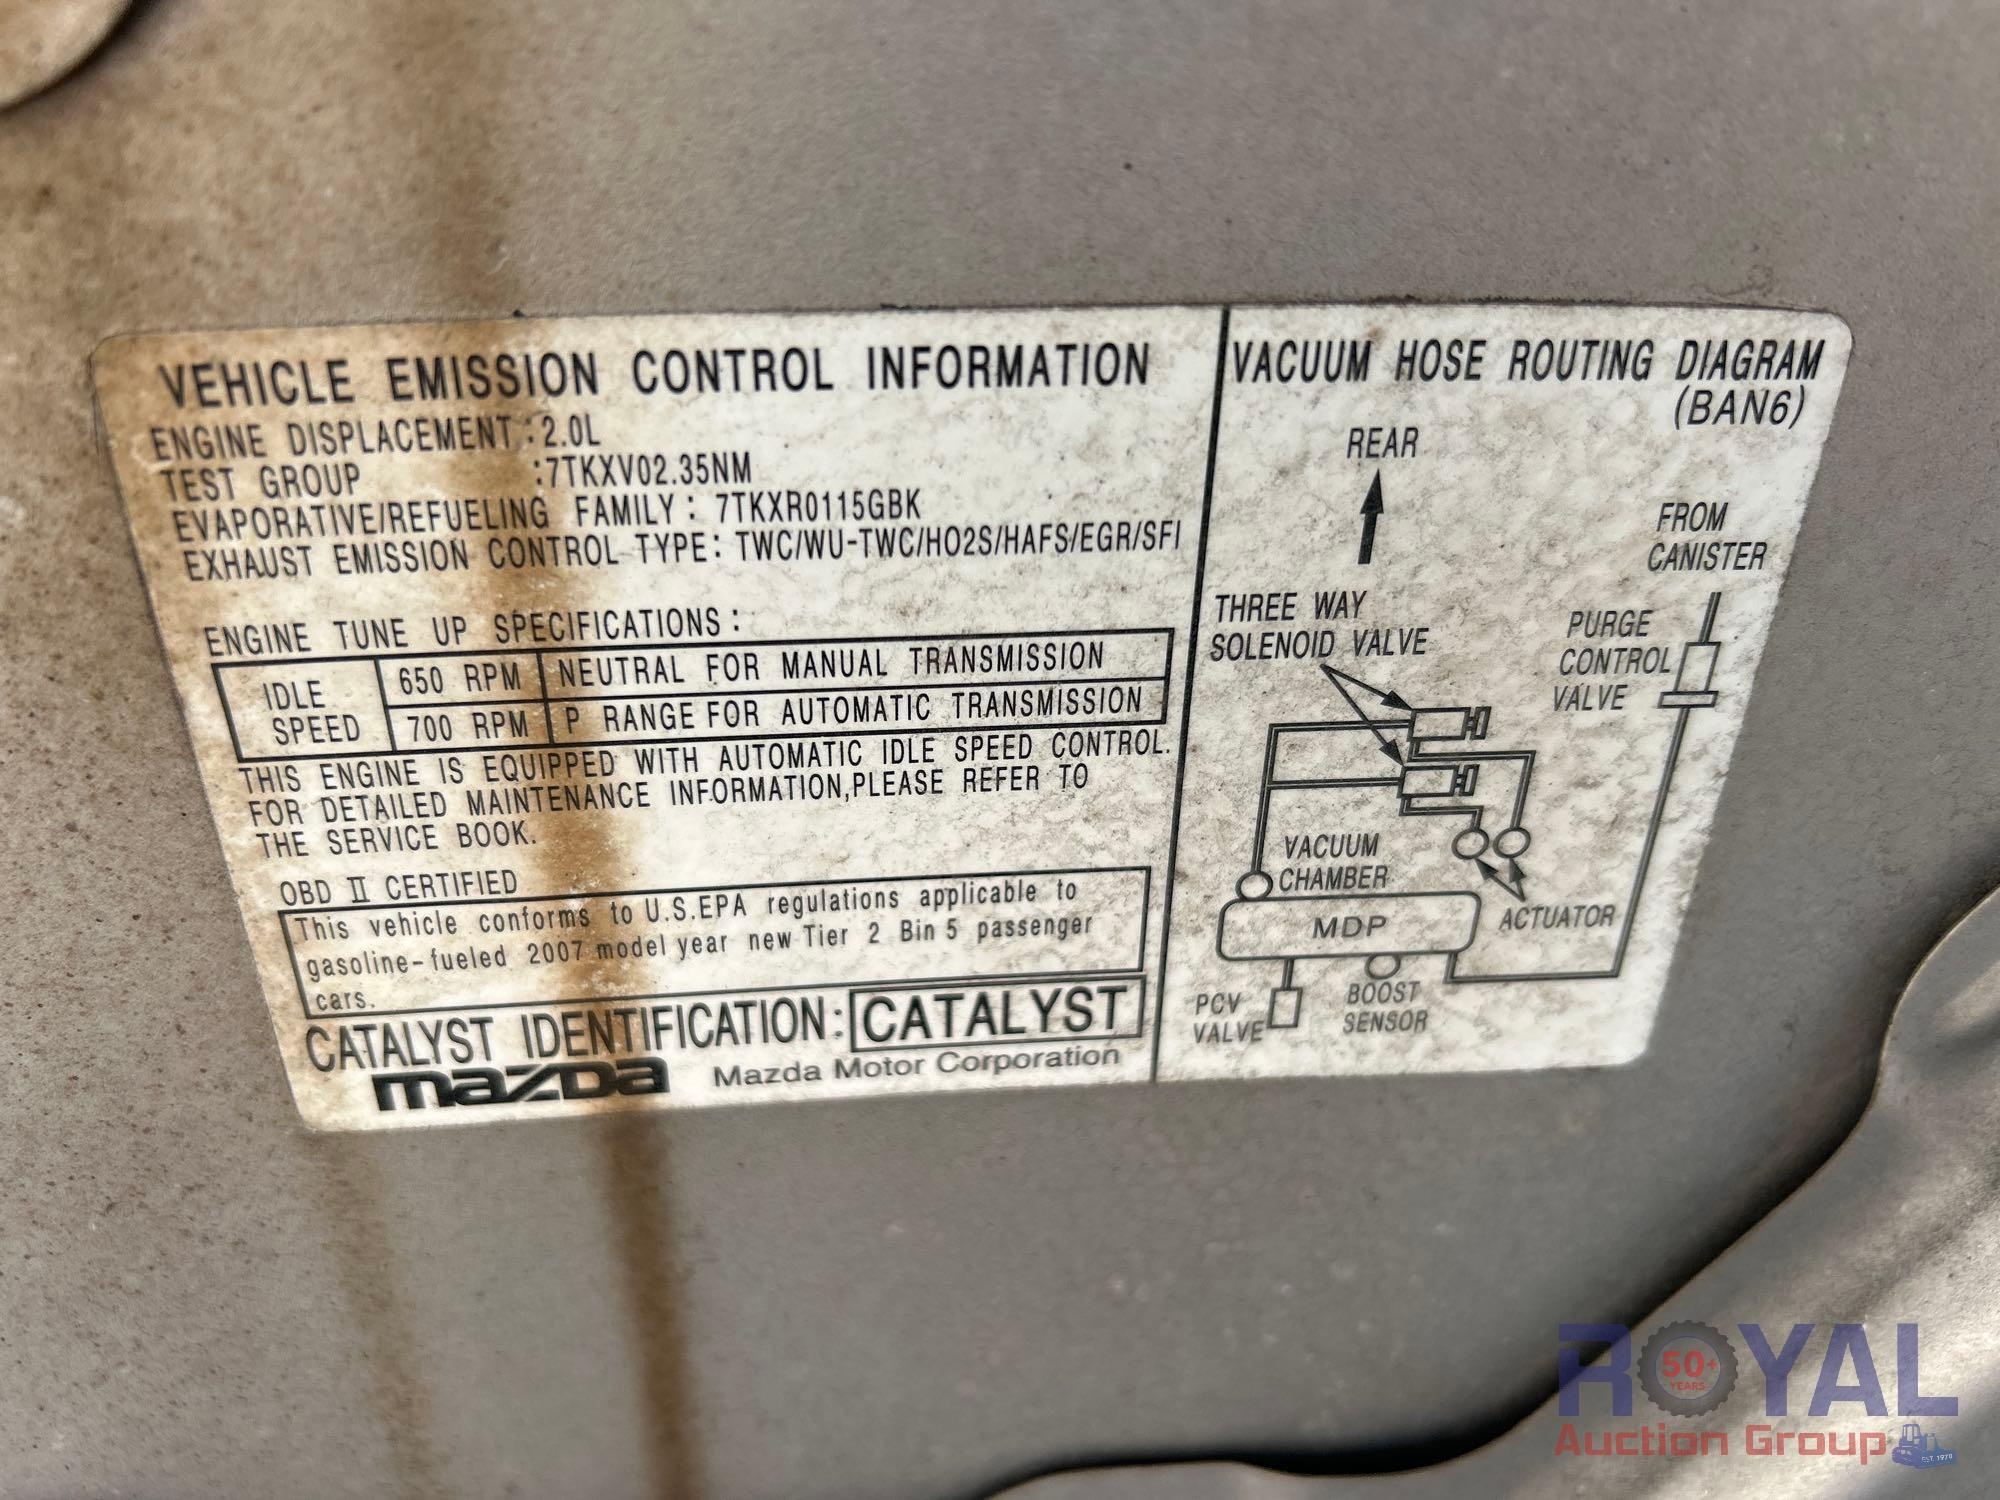 VEHICLE EMISSION CONTROL INFORMATION
ENGINE DISPLACEMENT : 2.0L
TEST GROUP :7TKXV02.35NM
EVAPORATIVE/REFUELING FAMILY : 7TKXR0115GBK
EXHAUST EMISSION CONTROL TYPE: TWC/WU-TWC/HO2S/HAFS/EGR/SFI
ENGINE TUNE UP SPECIFICATIONS :
IDLE SPEED
650 RPM NEUTRAL FOR MANUAL TRANSMISSION
700 RPM P RANGE FOR AUTOMATIC TRANSMISSION
THIS ENGINE IS EQUIPPED WITH AUTOMATIC IDLE SPEED CONTROL.
FOR DETAILED MAINTENANCE INFORMATION,PLEASE REFER TO
THE SERVICE BOOK.
OBD II CERTIFIED
This vehicle conforms to U.S.EPA regulations applicable to
gasoline-fueled 2007 model year new Tier 2 Bin 5 passenger
cars.
CATALYST IDENTIFICATION: CATALYST
mazda Mazda Motor Corporation
VACUUM HOSE ROUTING DIAGRAM
(BAN6)
REAR
FROM
CANISTER
THREE WAY
SOLENOID VALVE
PURGE
CONTROL
VALVE
VACUUM
CHAMBER
MDP
ACTUATOR
PCV
VALVE
BOOST
SENSOR
ROYAL
50+
YEARS
Auction Group
EST. 1970